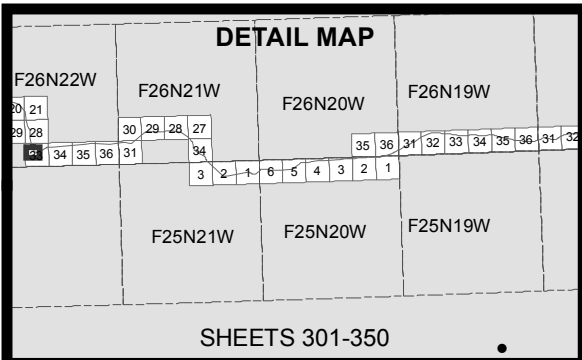 DETAIL MAP
F26N22W
F26N21W
F26N20W
F26N19W
20 21
29 28
33 34 35 36 31
30 29 28 27
34
3 2 1 6 5 4 3 2 1
35 36 31 32 33 34 35 36 31 32
F25N21W
F25N20W
F25N19W
SHEETS 301-350